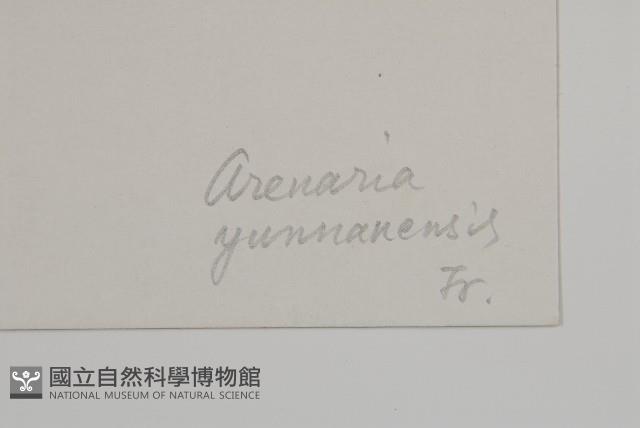 Arenaria
yunnanensis
Fr.
國立自然科學博物館
NATIONAL MUSEUM OF NATURAL SCIENCE